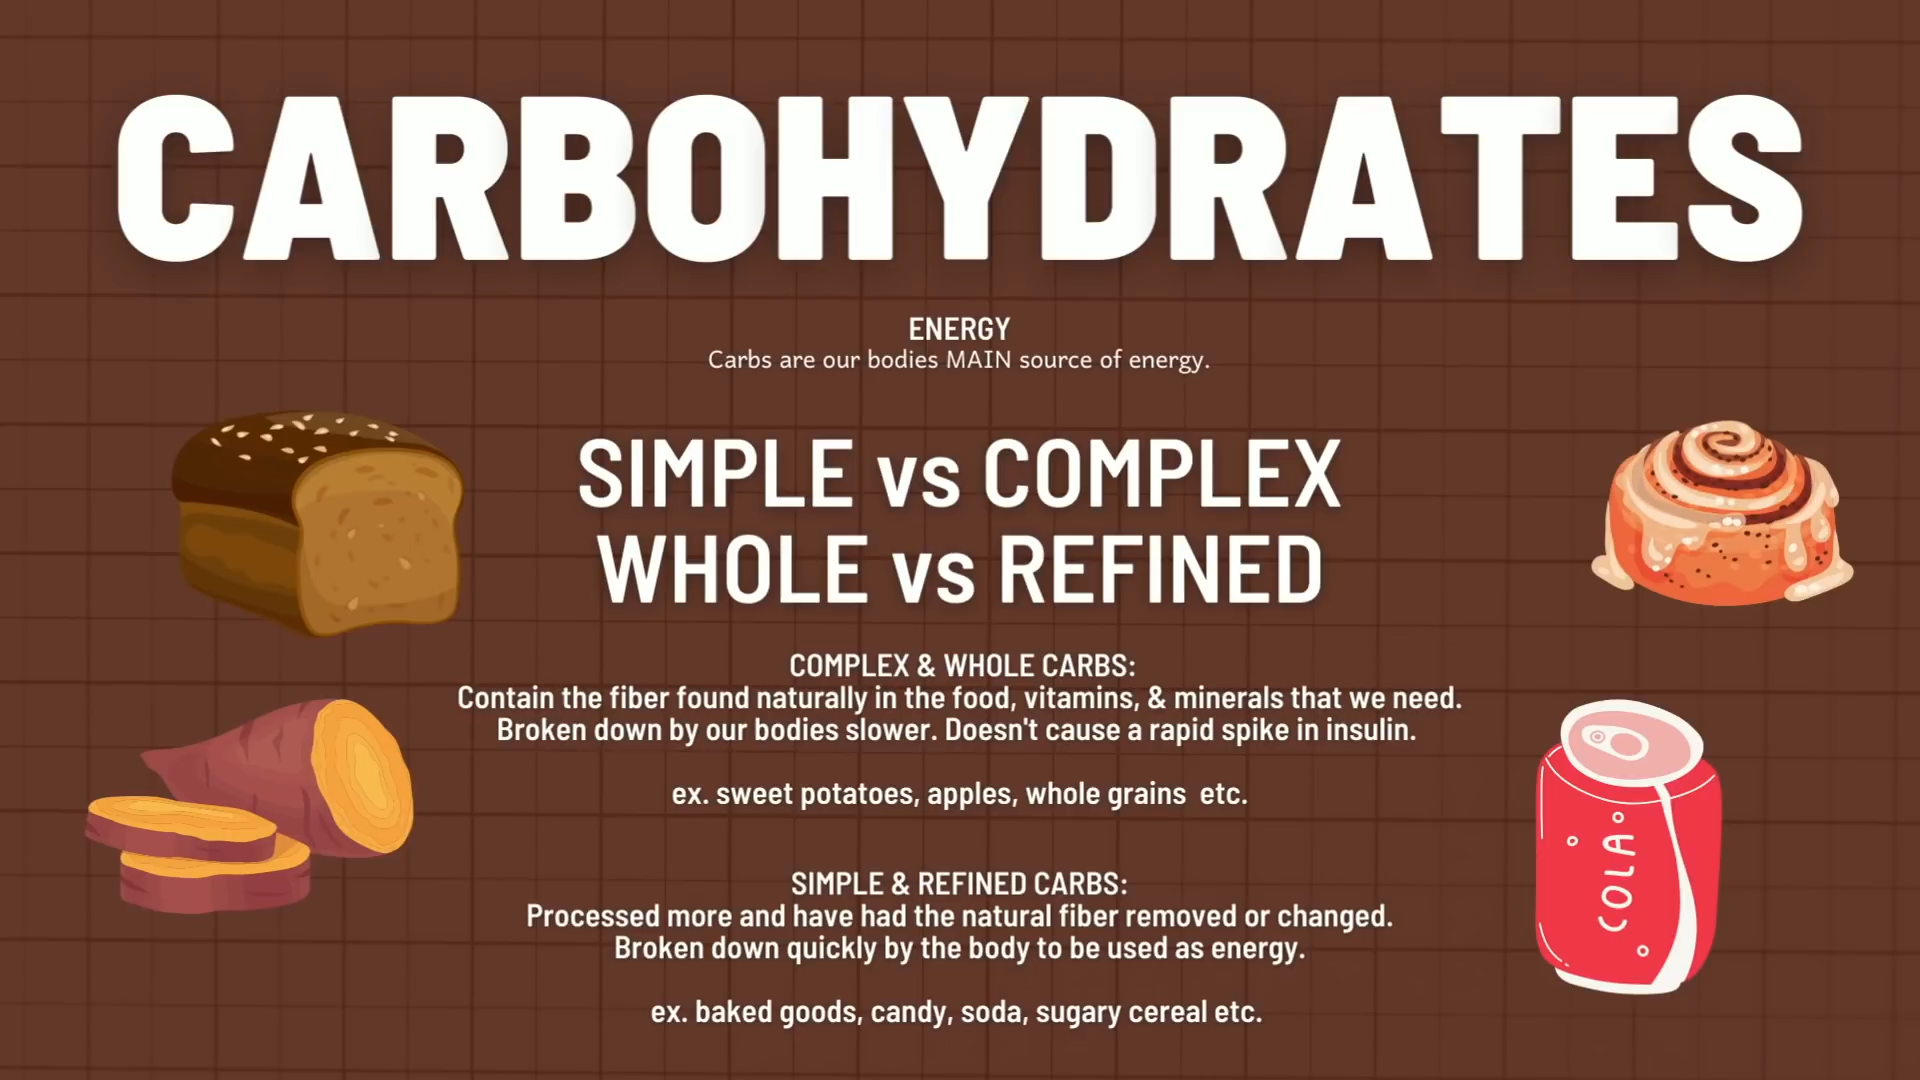 CARBOHYDRATES
ENERGY
Carbs are our bodies MAIN source of energy.
SIMPLE vs COMPLEX
WHOLE vs REFINED
COMPLEX & WHOLE CARBS:
Contain the fiber found naturally in the food, vitamins, & minerals that we need.
Broken down by our bodies slower. Doesn't cause a rapid spike in insulin.
ex. sweet potatoes, apples, whole grains  etc.
SIMPLE & REFINED CARBS:
Processed more and have had the natural fiber removed or changed.
Broken down quickly by the body to be used as energy.
ex. baked goods, candy, soda, sugary cereal etc.
COLA